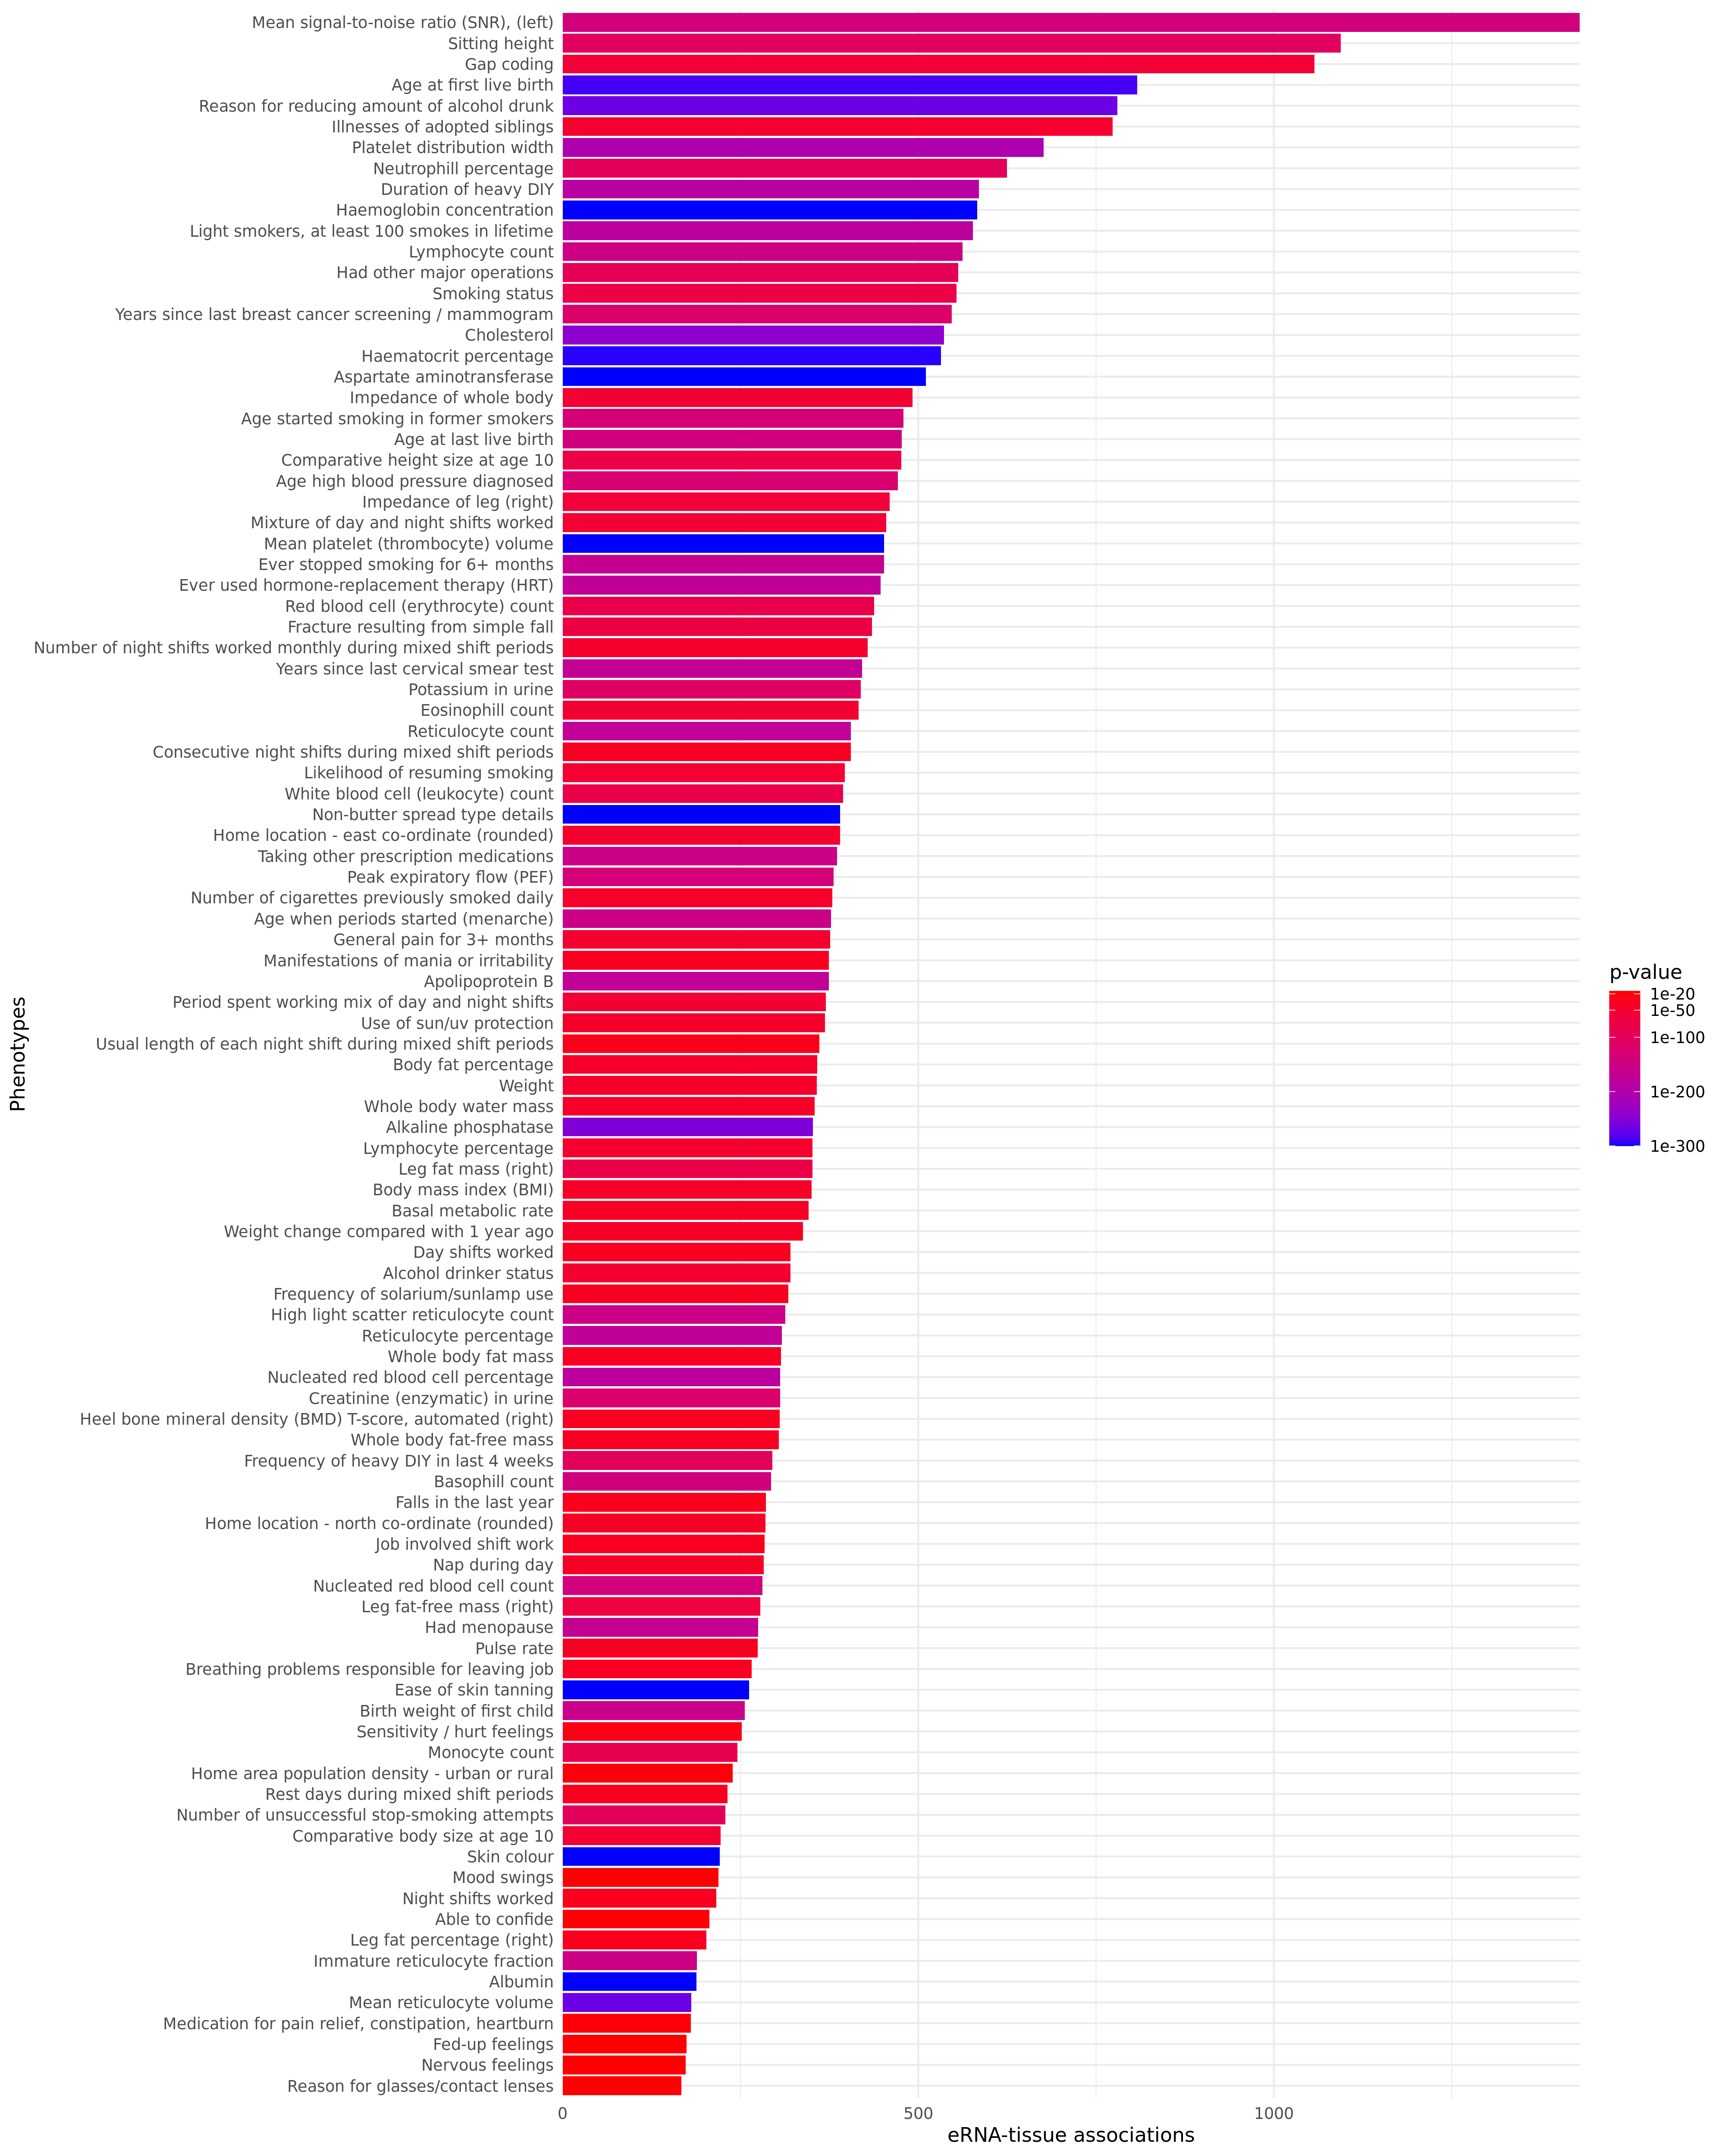 Mean signal-to-noise ratio (SNR), (left)
Sitting height
Gap coding
Age at first live birth
Reason for reducing amount of alcohol drunk
Illnesses of adopted siblings
Platelet distribution width
Neutrophill percentage
Duration of heavy DIY
Haemoglobin concentration
Light smokers, at least 100 smokes in lifetime
Lymphocyte count
Had other major operations
Smoking status
Years since last breast cancer screening / mammogram
Cholesterol
Haematocrit percentage
Aspartate aminotransferase
Impedance of whole body
Age started smoking in former smokers
Age at last live birth
Comparative height size at age 10
Age high blood pressure diagnosed
Impedance of leg (right)
Mixture of day and night shifts worked
Mean platelet (thrombocyte) volume
Ever stopped smoking for 6+ months
Ever used hormone-replacement therapy (HRT)
Red blood cell (erythrocyte) count
Fracture resulting from simple fall
Number of night shifts worked monthly during mixed shift periods
Years since last cervical smear test
Potassium in urine
Eosinophill count
Reticulocyte count
Consecutive night shifts during mixed shift periods
Likelihood of resuming smoking
White blood cell (leukocyte) count
Non-butter spread type details
Home location - east co-ordinate (rounded)
Taking other prescription medications
Peak expiratory flow (PEF)
Number of cigarettes previously smoked daily
Age when periods started (menarche)
General pain for 3+ months
Manifestations of mania or irritability
Apolipoprotein B
Period spent working mix of day and night shifts
Use of sun/uv protection
Usual length of each night shift during mixed shift periods
Body fat percentage
Weight
Whole body water mass
Alkaline phosphatase
Lymphocyte percentage
Leg fat mass (right)
Body mass index (BMI)
Basal metabolic rate
Weight change compared with 1 year ago
Day shifts worked
Alcohol drinker status
Frequency of solarium/sunlamp use
High light scatter reticulocyte count
Reticulocyte percentage
Whole body fat mass
Nucleated red blood cell percentage
Creatinine (enzymatic) in urine
Heel bone mineral density (BMD) T-score, automated (right)
Whole body fat-free mass
Frequency of heavy DIY in last 4 weeks
Basophill count
Falls in the last year
Home location - north co-ordinate (rounded)
Job involved shift work
Nap during day
Nucleated red blood cell count
Leg fat-free mass (right)
Had menopause
Pulse rate
Breathing problems responsible for leaving job
Ease of skin tanning
Birth weight of first child
Sensitivity / hurt feelings
Monocyte count
Home area population density - urban or rural
Rest days during mixed shift periods
Number of unsuccessful stop-smoking attempts
Comparative body size at age 10
Skin colour
Mood swings
Night shifts worked
Able to confide
Leg fat percentage (right)
Immature reticulocyte fraction
Albumin
Mean reticulocyte volume
Medication for pain relief, constipation, heartburn
Fed-up feelings
Nervous feelings
Reason for glasses/contact lenses
Phenotypes
0 500 1000
eRNA-tissue associations
p-value
1e-20
1e-50
1e-100
1e-200
1e-300